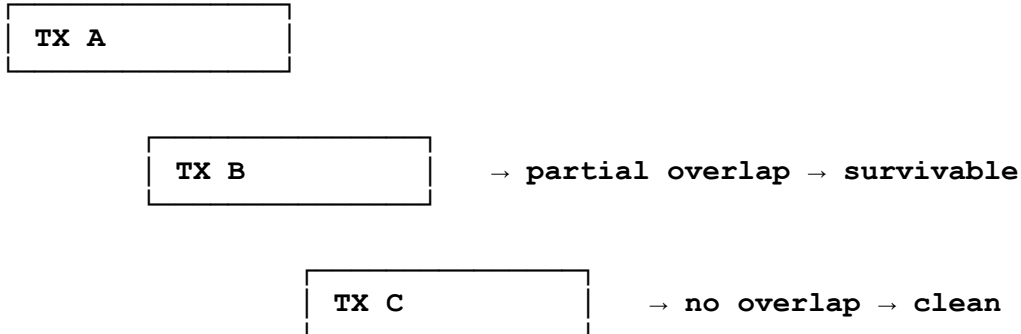 TX A
TX B → partial overlap → survivable
TX C → no overlap → clean